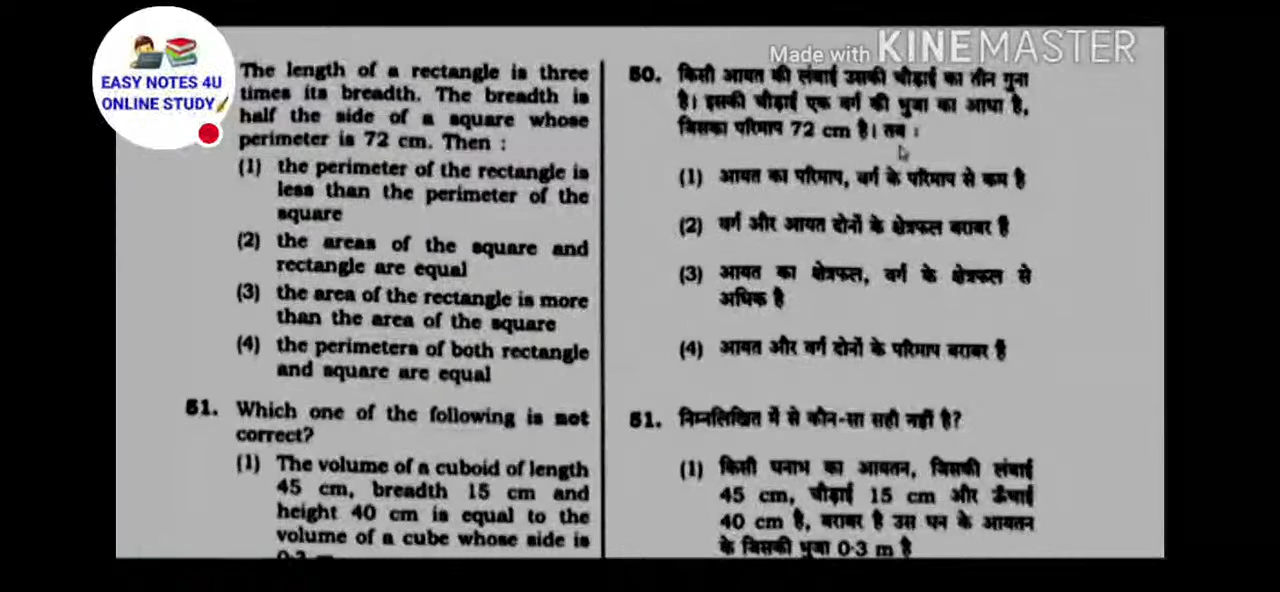 Made with KINEMASTER
EASY NOTES 4U
ONLINE STUDY
The length of a rectangle is three
times its breadth. The breadth is
half the side of a square whose
perimeter is 72 cm. Then :
(1) the perimeter of the rectangle is
less than the perimeter of the
square
(2) the areas of the square and
rectangle are equal
(3) the area of the rectangle is more
than the area of the square
(4) the perimeters of both rectangle
and square are equal
51. Which one of the following is not
correct?
(1) The volume of a cuboid of length
45 cm, breadth 15 cm and
height 40 cm is equal to the
volume of a cube whose side is
50. किसी आयत की लंबाई उसकी चौड़ाई का तीन गुना
है। इसकी चौड़ाई एक वर्ग की भुजा का आधा है,
जिसका परिमाप 72 cm है। तब :
(1) आयत का परिमाप, वर्ग के परिमाप से कम है
(2) वर्ग और आयत दोनों के क्षेत्रफल बराबर हैं
(3) आयत का क्षेत्रफल, वर्ग के क्षेत्रफल से
अधिक है
(4) आयत और वर्ग दोनों के परिमाप बराबर हैं
51. निम्नलिखित में से कौन-सा सही नहीं है?
(1) किसी घनाभ का आयतन, जिसकी लंबाई
45 cm, चौड़ाई 15 cm और ऊँचाई
40 cm है, बराबर है उस घन के आयतन
के जिसकी भुजा 0·3 m है